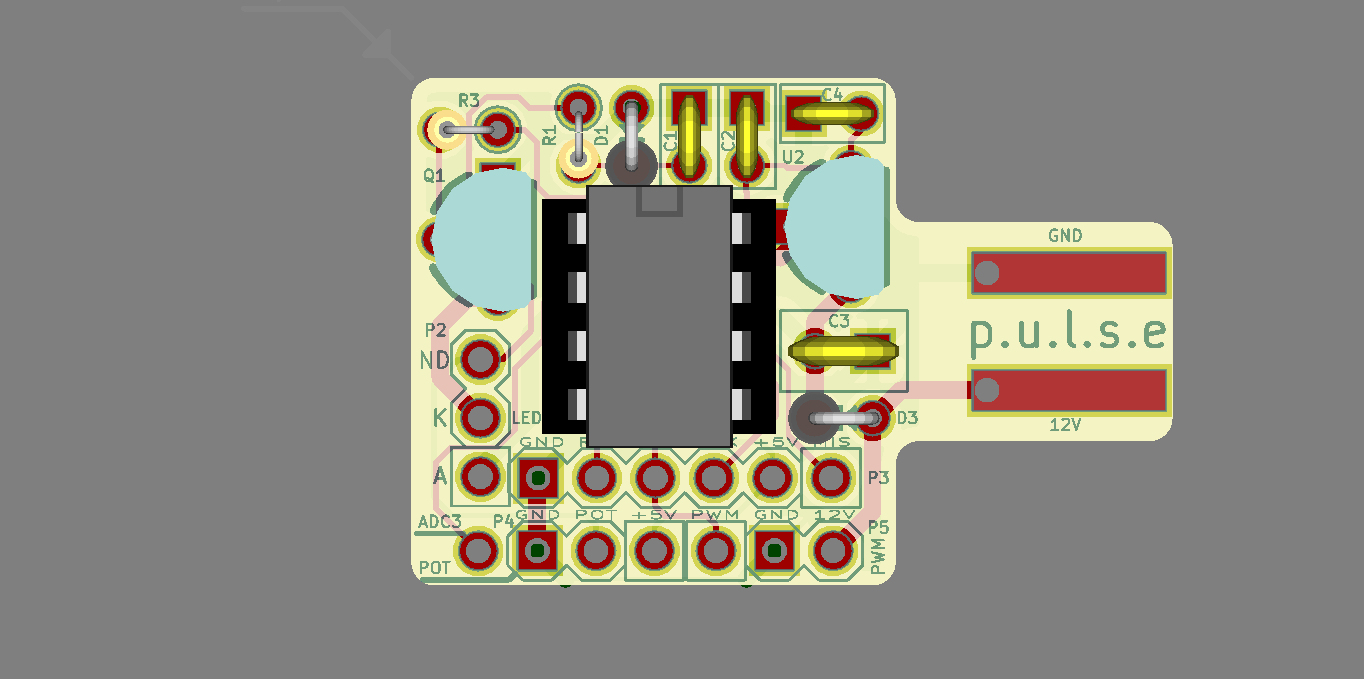 R3
R1
D1
C1
C2
C4
Q1
U2
GND
p.u.l.s.e
12V
P2
ND
K
LED
A
C3
D3
GND
+5V
P3
GND POT +5V PWM GND 12V
P4
P5
PWM
ADC3
POT